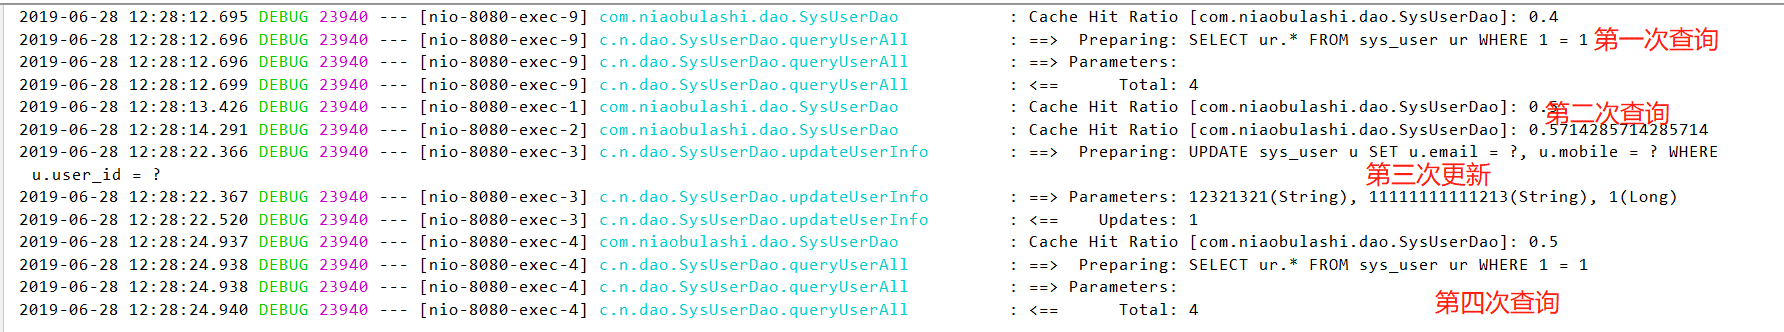 2019-06-28 12:28:12.695 DEBUG 23940 --- [nio-8080-exec-9] com.niaobulashi.dao.SysUserDao : Cache Hit Ratio [com.niaobulashi.dao.SysUserDao]: 0.4
2019-06-28 12:28:12.696 DEBUG 23940 --- [nio-8080-exec-9] c.n.dao.SysUserDao.queryUserAll : ==> Preparing: SELECT ur.* FROM sys_user ur WHERE 1 = 1 第一次查询
2019-06-28 12:28:12.696 DEBUG 23940 --- [nio-8080-exec-9] c.n.dao.SysUserDao.queryUserAll : ==> Parameters:
2019-06-28 12:28:12.699 DEBUG 23940 --- [nio-8080-exec-9] c.n.dao.SysUserDao.queryUserAll : <== Total: 4
2019-06-28 12:28:13.426 DEBUG 23940 --- [nio-8080-exec-1] com.niaobulashi.dao.SysUserDao : Cache Hit Ratio [com.niaobulashi.dao.SysUserDao]: 0.5
第二次查询
2019-06-28 12:28:14.291 DEBUG 23940 --- [nio-8080-exec-2] com.niaobulashi.dao.SysUserDao : Cache Hit Ratio [com.niaobulashi.dao.SysUserDao]: 0.5714285714285714
2019-06-28 12:28:22.366 DEBUG 23940 --- [nio-8080-exec-3] c.n.dao.SysUserDao.updateUserInfo : ==> Preparing: UPDATE sys_user u SET u.email = ?, u.mobile = ? WHERE
u.user_id = ?
第三次更新
2019-06-28 12:28:22.367 DEBUG 23940 --- [nio-8080-exec-3] c.n.dao.SysUserDao.updateUserInfo : ==> Parameters: 12321321(String), 11111111111213(String), 1(Long)
2019-06-28 12:28:22.520 DEBUG 23940 --- [nio-8080-exec-3] c.n.dao.SysUserDao.updateUserInfo : <== Updates: 1
2019-06-28 12:28:24.937 DEBUG 23940 --- [nio-8080-exec-4] com.niaobulashi.dao.SysUserDao : Cache Hit Ratio [com.niaobulashi.dao.SysUserDao]: 0.5
2019-06-28 12:28:24.938 DEBUG 23940 --- [nio-8080-exec-4] c.n.dao.SysUserDao.queryUserAll : ==> Preparing: SELECT ur.* FROM sys_user ur WHERE 1 = 1
2019-06-28 12:28:24.938 DEBUG 23940 --- [nio-8080-exec-4] c.n.dao.SysUserDao.queryUserAll : ==> Parameters:
第四次查询
2019-06-28 12:28:24.940 DEBUG 23940 --- [nio-8080-exec-4] c.n.dao.SysUserDao.queryUserAll : <== Total: 4